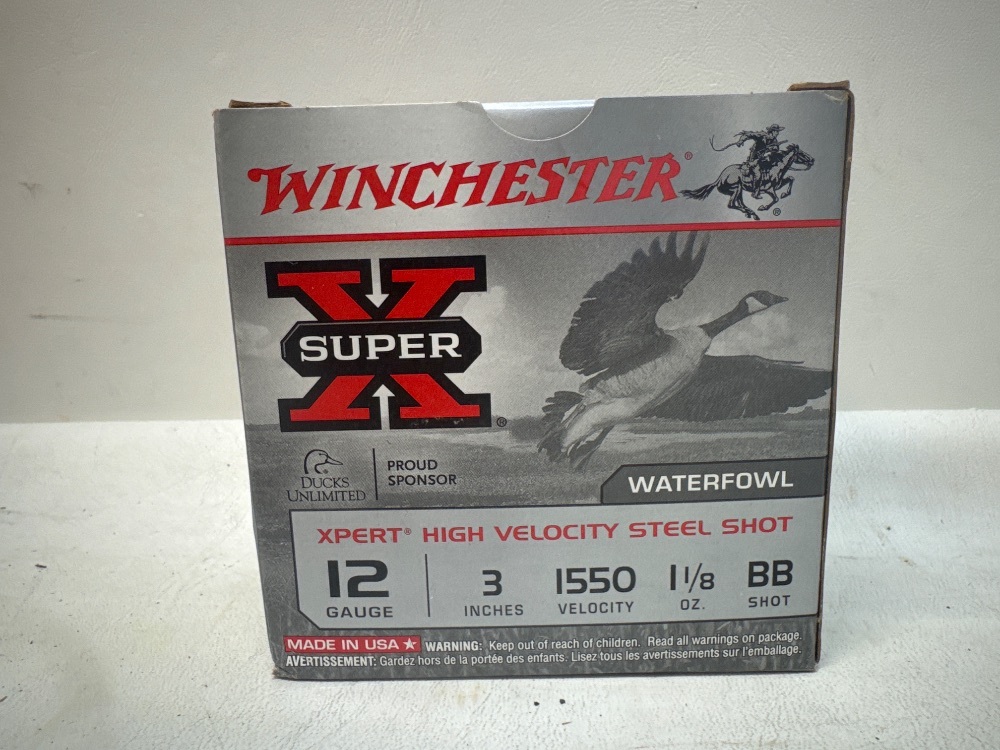 WINCHESTER®
®
X
SUPER
®
DUCKS
UNLIMITED
PROUD
SPONSOR
WATERFOWL
XPERT® HIGH VELOCITY STEEL SHOT
12
GAUGE
3
INCHES
1550
VELOCITY
1 1/8
OZ.
BB
SHOT
MADE IN USA ★ WARNING: Keep out of reach of children. Read all warnings on package.
AVERTISSEMENT: Gardez hors de la portée des enfants. Lisez tous les avertissements sur l'emballage.